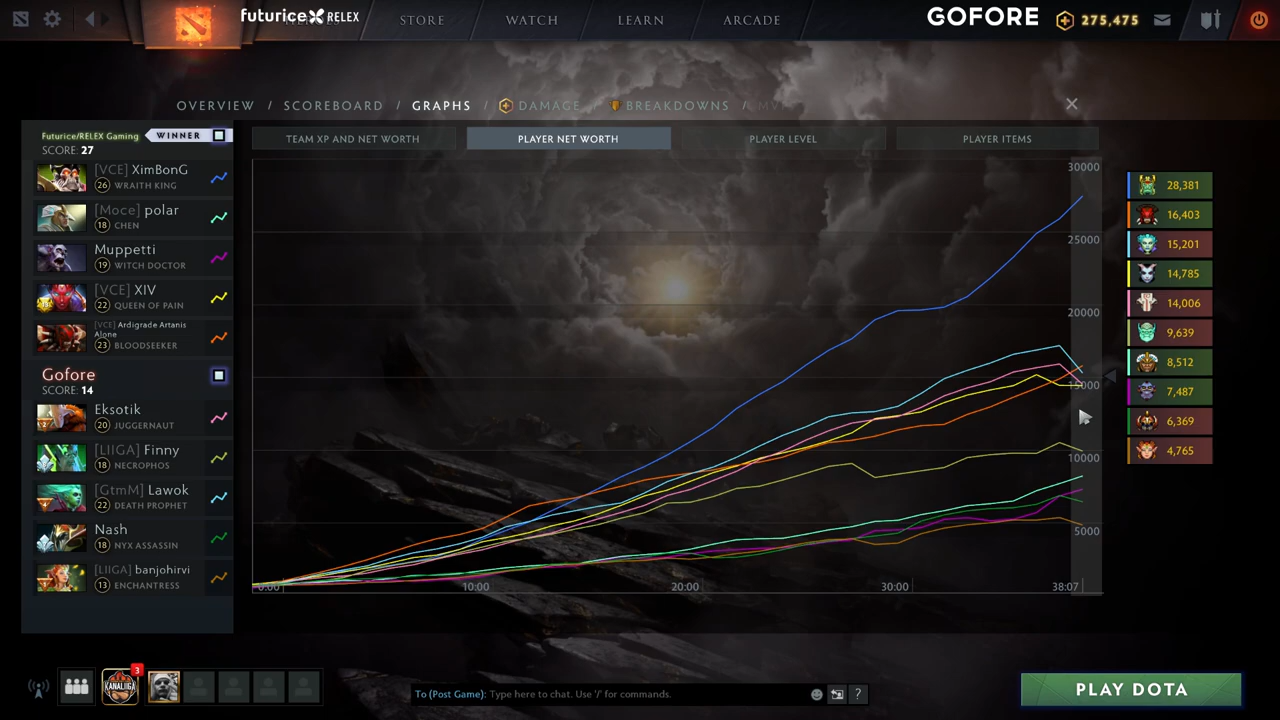 futurice X RELEX
STORE
WATCH
LEARN
ARCADE
GOFORE
275,475
OVERVIEW / SCOREBOARD / GRAPHS / DAMAGE / BREAKDOWNS /
Futurice/RELEX Gaming
WINNER
SCORE: 27
[VCE] XimBonG
26 WRAITH KING
[Moce] polar
18 CHEN
Muppetti
19 WITCH DOCTOR
[VCE] XIV
22 QUEEN OF PAIN
[VCE] Ardigrade Artanis
Alone
23 BLOODSEEKER
Gofore
SCORE: 14
Eksotik
20 JUGGERNAUT
[LIIGA] Finny
18 NECROPHOS
[GtmM] Lawok
22 DEATH PROPHET
Nash
18 NYX ASSASSIN
[LIIGA] banjohirvi
13 ENCHANTRESS
TEAM XP AND NET WORTH
PLAYER NET WORTH
PLAYER LEVEL
PLAYER ITEMS
30000
25000
20000
15000
10000
5000
0:00
10:00
20:00
30:00
38:07
28,381
16,403
15,201
14,785
14,006
9,639
8,512
7,487
6,369
4,765
KANALIIGA
3
To (Post Game): Type here to chat. Use '/' for commands.
?
PLAY DOTA